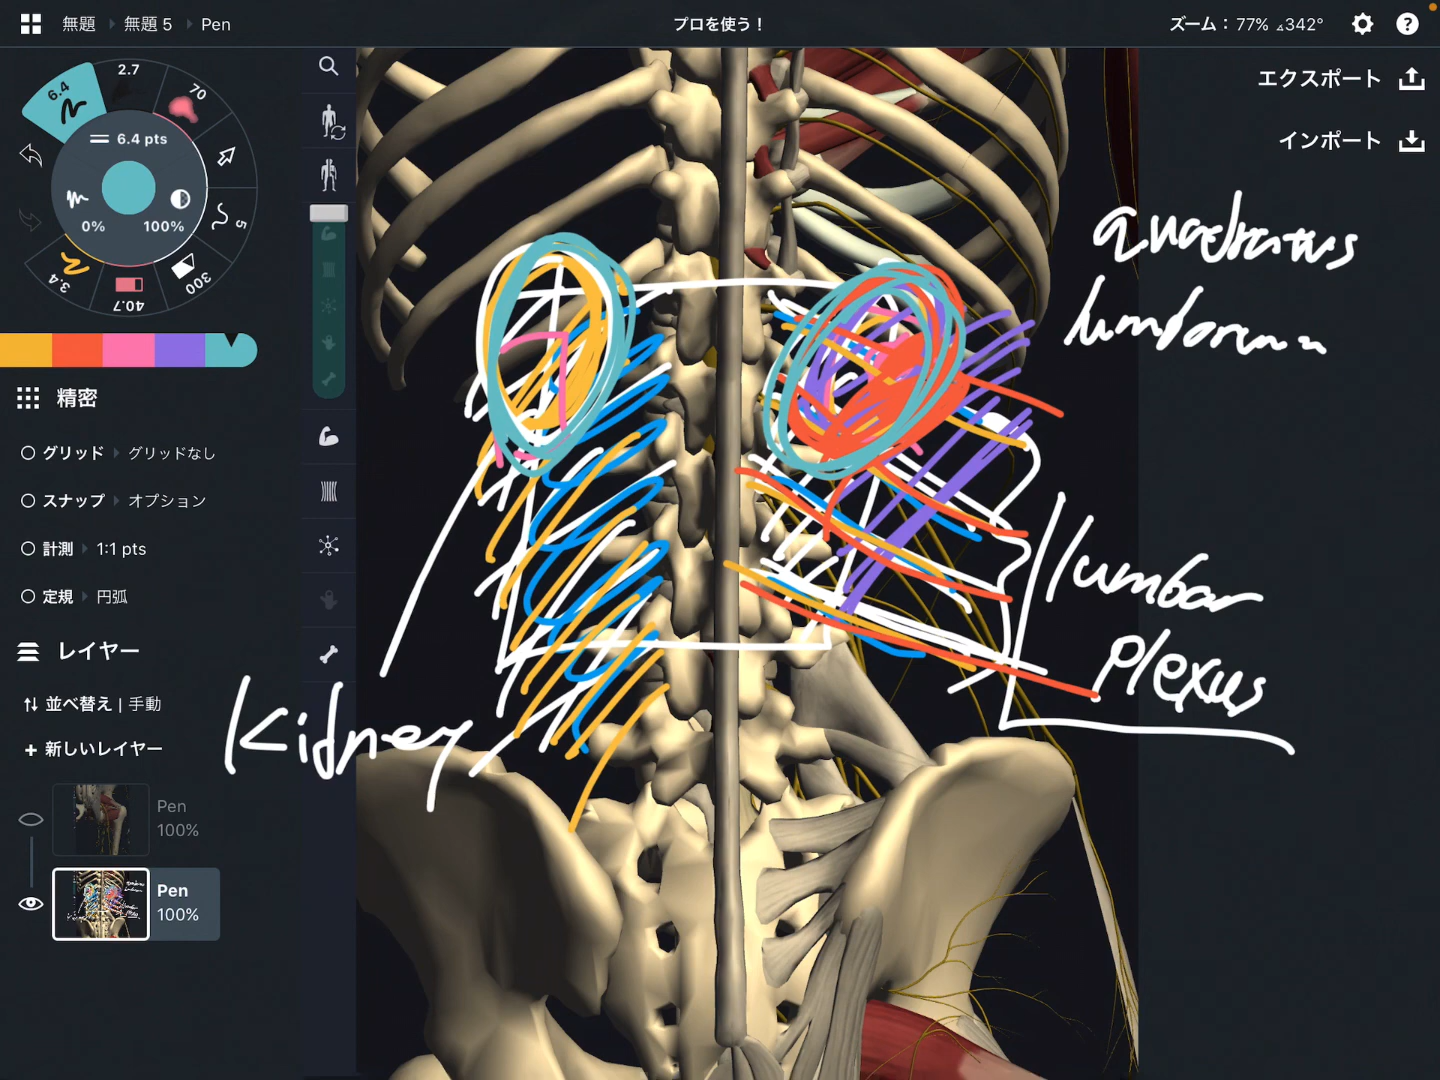 無題 無題 5 Pen
プロを使う！
ズーム： 77% ⦟342°
エクスポート
インポート
2.7
6.4
70
6.4 pts
0% 100%
5
3.4
40.7
300
精密
グリッド グリッドなし
スナップ オプション
計測 1:1 pts
定規 円弧
レイヤー
並べ替え | 手動
+ 新しいレイヤー
Pen
100%
Pen
100%
quadratus
lumborum
lumbar
plexus
Kidney